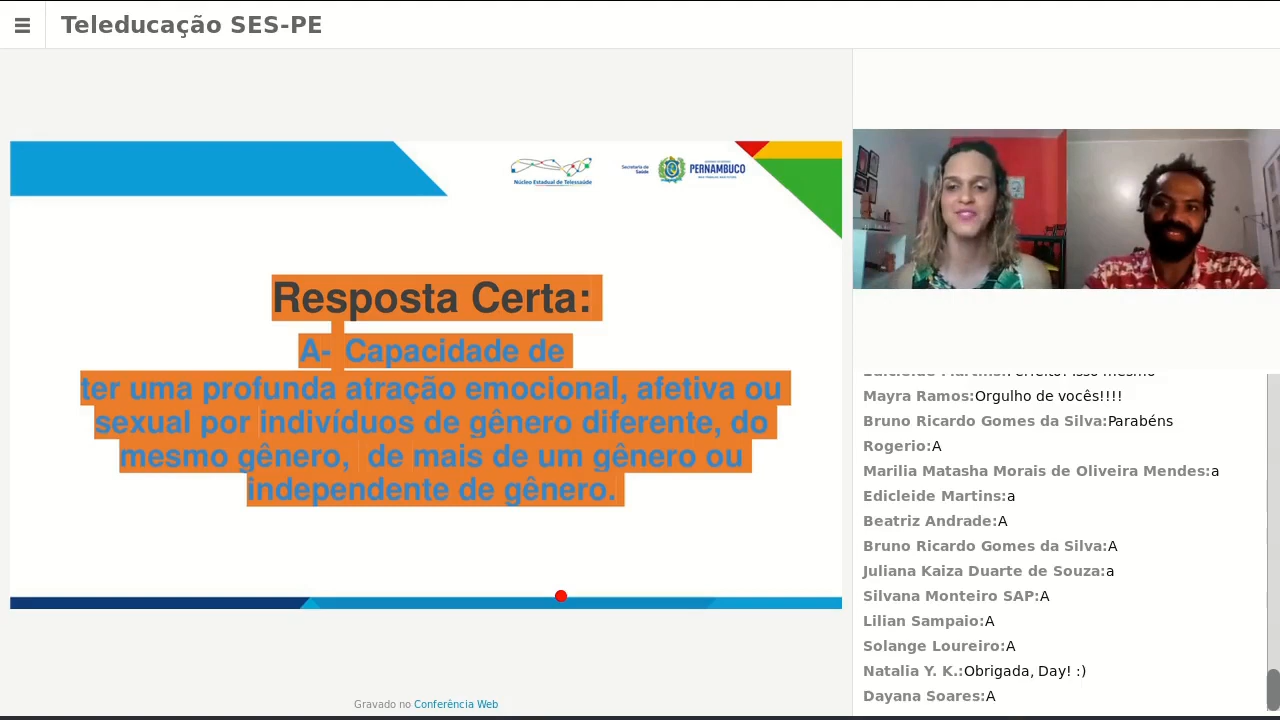 Teleducação SES-PE
Núcleo Estadual de Telessaúde
Secretaria de
Saúde
PERNAMBUCO
Resposta Certa:
A- Capacidade de
ter uma profunda atração emocional, afetiva ou
sexual por indivíduos de gênero diferente, do
mesmo gênero, de mais de um gênero ou
independente de gênero.
Gravado no Conferência Web
Mayra Ramos:Orgulho de vocês!!!!
Bruno Ricardo Gomes da Silva:Parabéns
Rogerio:A
Marilia Matasha Morais de Oliveira Mendes:a
Edicleide Martins:a
Beatriz Andrade:A
Bruno Ricardo Gomes da Silva:A
Juliana Kaiza Duarte de Souza:a
Silvana Monteiro SAP:A
Lilian Sampaio:A
Solange Loureiro:A
Natalia Y. K.:Obrigada, Day! :)
Dayana Soares:A